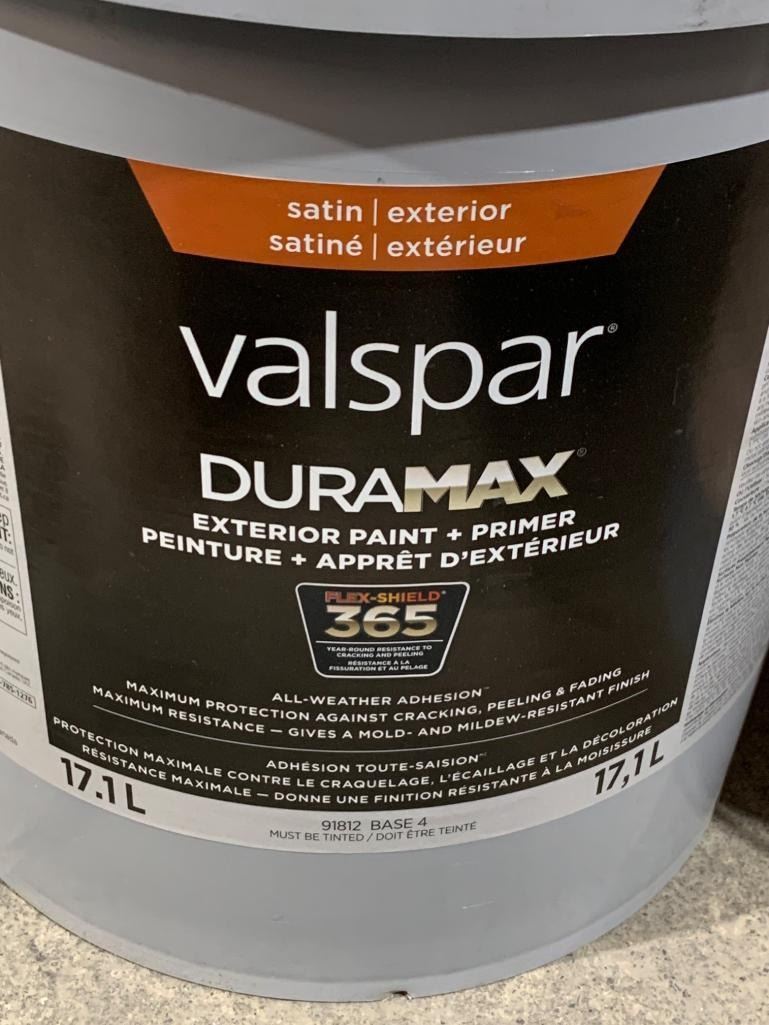 satin | exterior
satiné | extérieur
valspar®
DURAMAX®
EXTERIOR PAINT + PRIMER
PEINTURE + APPRÊT D'EXTÉRIEUR
FLEX-SHIELD®
365
YEAR-ROUND RESISTANCE TO
CRACKING AND PEELING
RÉSISTANCE À LA
FISSURATION ET AU PELAGE
ALL-WEATHER ADHESION™
MAXIMUM PROTECTION AGAINST CRACKING, PEELING & FADING
MAXIMUM RESISTANCE — GIVES A MOLD- AND MILDEW-RESISTANT FINISH
ADHÉSION TOUTE-SAISION
PROTECTION MAXIMALE CONTRE LE CRAQUELAGE, L'ÉCAILLAGE ET LA DÉCOLORATION
RÉSISTANCE MAXIMALE — DONNE UNE FINITION RÉSISTANTE À LA MOISISSURE
17.1 L
17,1 L
91812 BASE 4
MUST BE TINTED / DOIT ÊTRE TEINTÉ